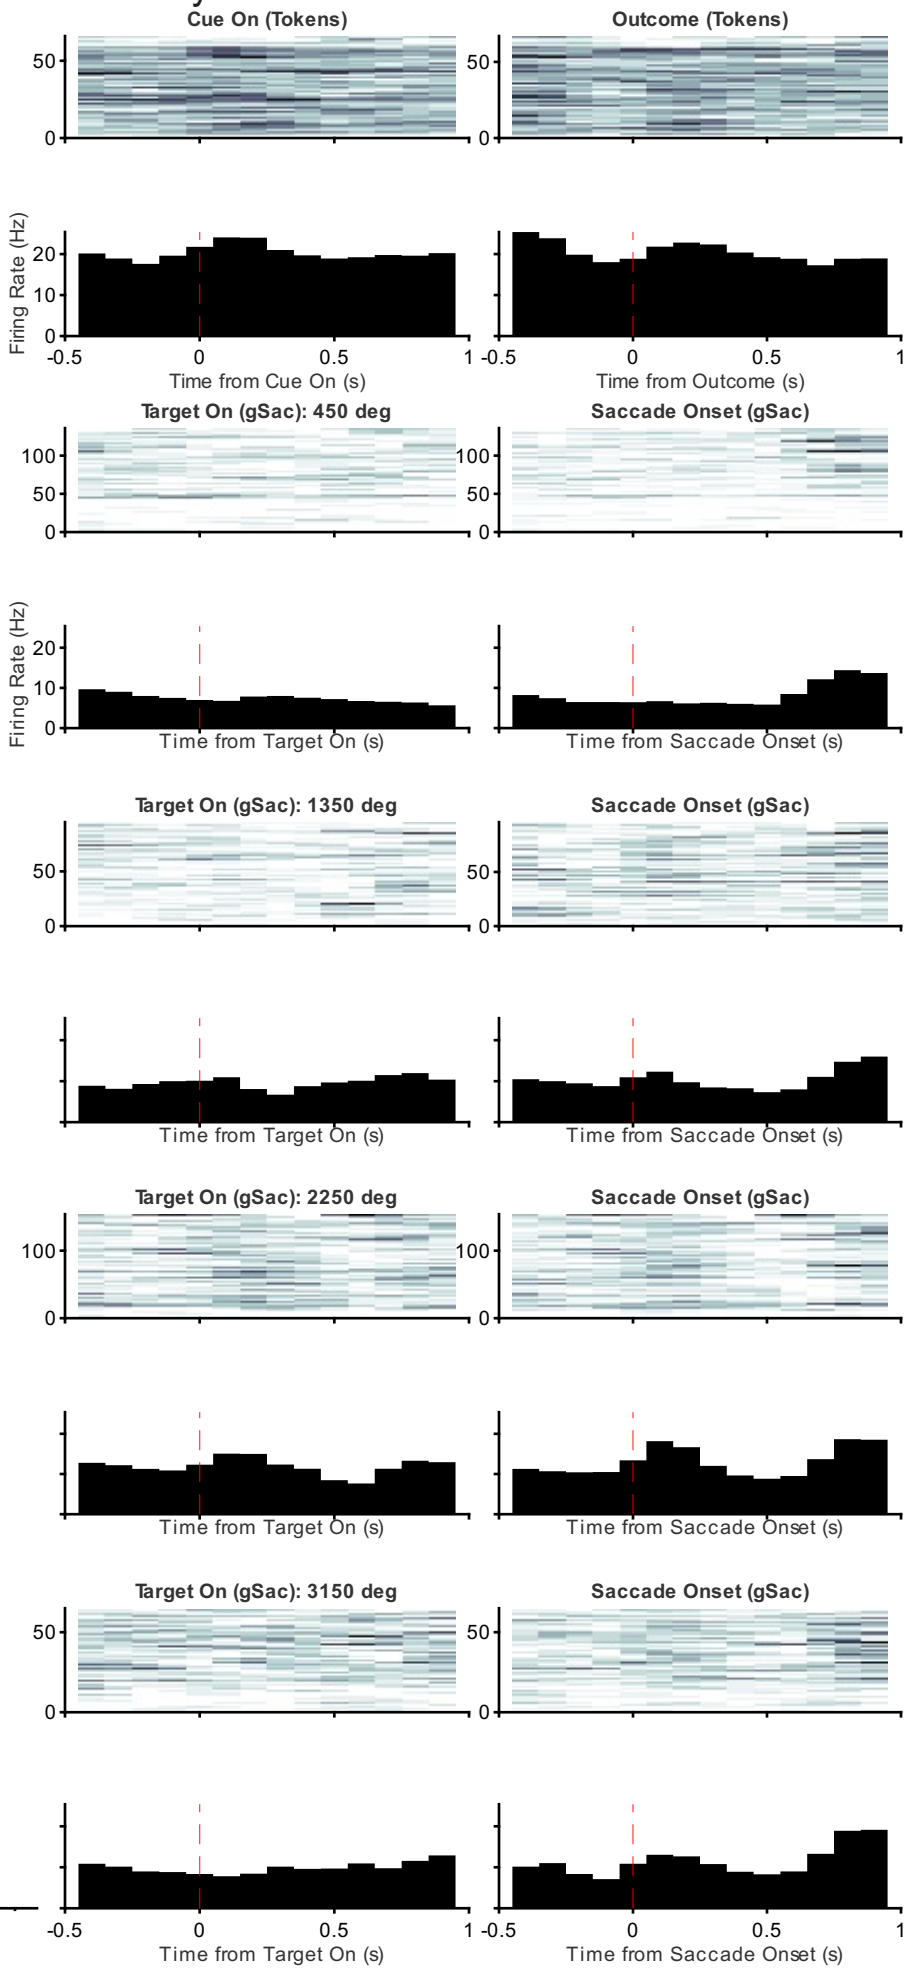 y
Cue On (Tokens) Outcome (Tokens)
50 50
0 0
Firing Rate (Hz)
20
10
0
-0.5 0 0.5 1 -0.5 0 0.5 1
Time from Cue On (s) Time from Outcome (s)
Target On (gSac): 450 deg Saccade Onset (gSac)
100 100
50 50
0 0
Firing Rate (Hz)
20
10
0
Time from Target On (s) Time from Saccade Onset (s)
Target On (gSac): 1350 deg Saccade Onset (gSac)
50 50
0 0
Time from Target On (s) Time from Saccade Onset (s)
Target On (gSac): 2250 deg Saccade Onset (gSac)
100 100
0 0
Time from Target On (s) Time from Saccade Onset (s)
Target On (gSac): 3150 deg Saccade Onset (gSac)
50 50
0 0
-0.5 0 0.5 1 -0.5 0 0.5 1
Time from Target On (s) Time from Saccade Onset (s)